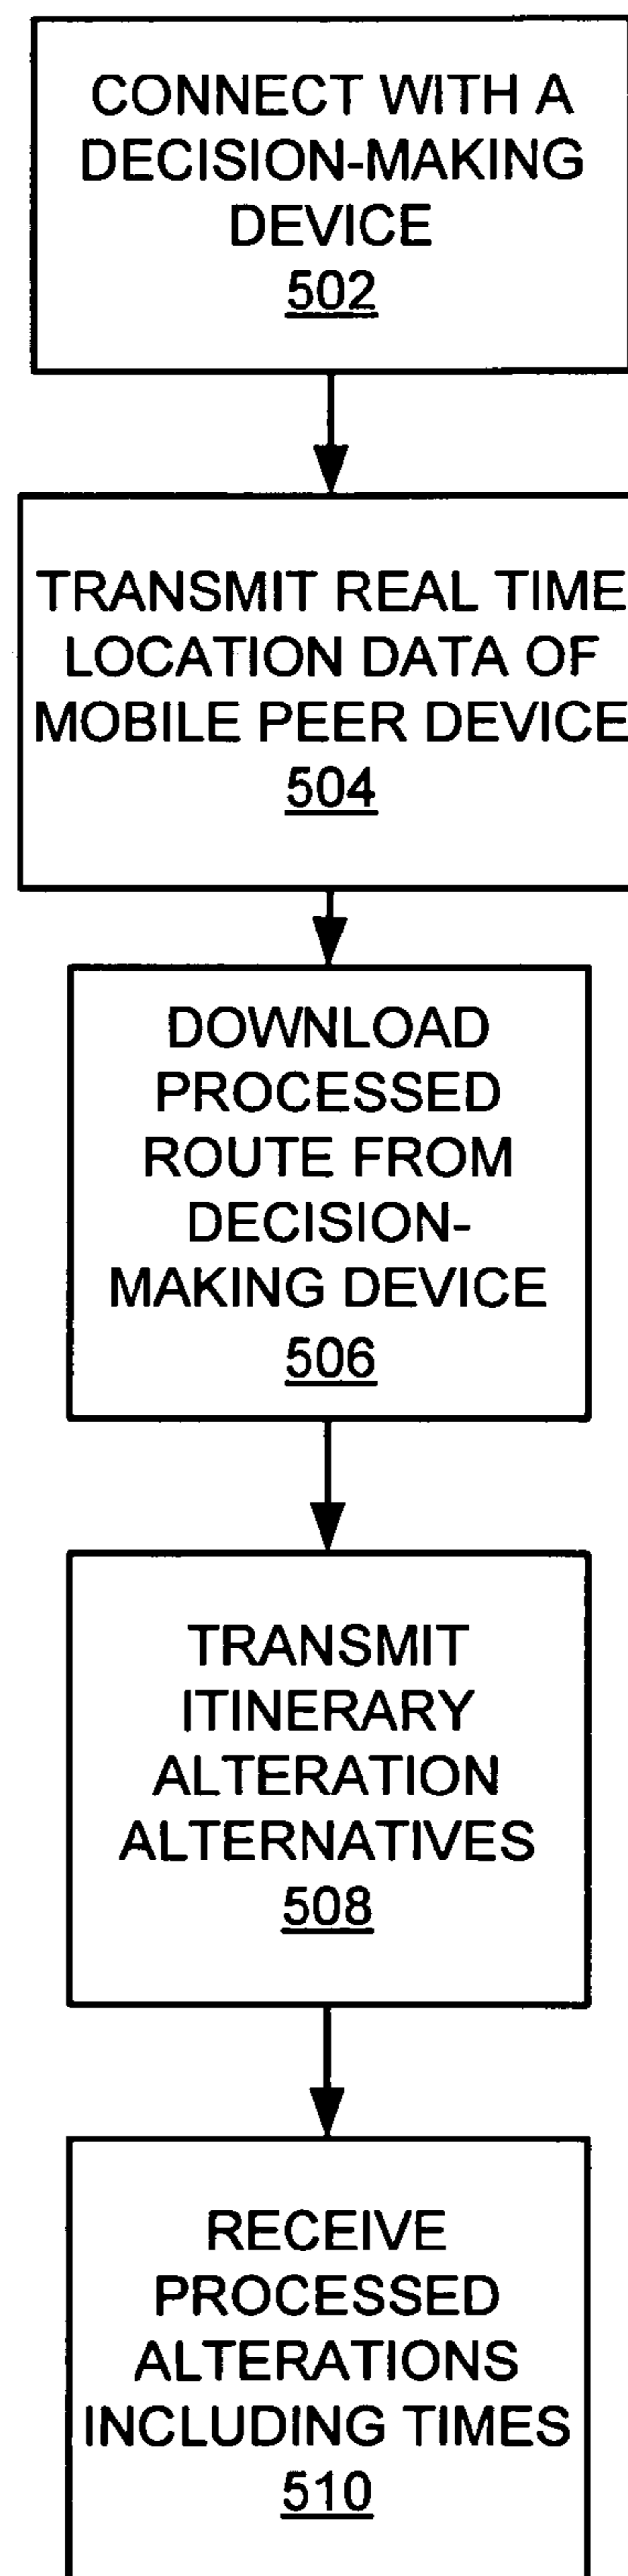 CONNECT WITH A
DECISION-MAKING
DEVICE
502
TRANSMIT REAL TIME
LOCATION DATA OF
MOBILE PEER DEVICE
504
DOWNLOAD
PROCESSED
ROUTE FROM
DECISION-
MAKING DEVICE
506
TRANSMIT
ITINERARY
ALTERATION
ALTERNATIVES
508
RECEIVE
PROCESSED
ALTERATIONS
INCLUDING TIMES
510